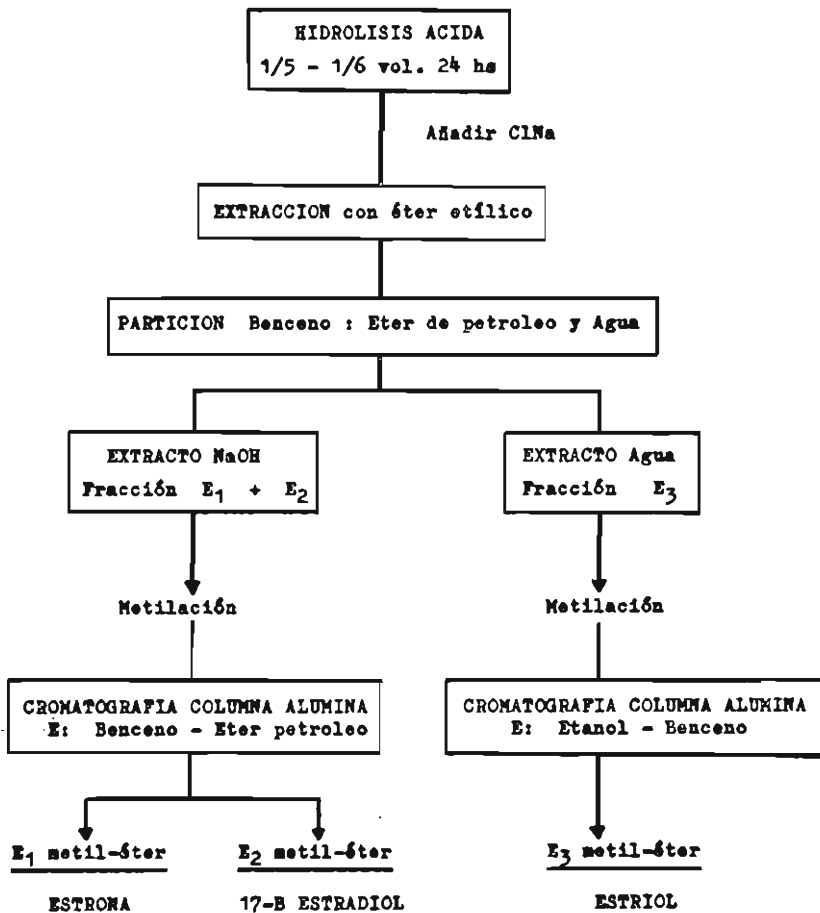 HIDROLISIS ACIDA
1/5 - 1/6 vol. 24 hs
Añadir ClNa
EXTRACCION con éter etílico
PARTICION Benceno : Eter de petroleo y Agua
EXTRACTO NaOH
Fracción E₁ + E₂
EXTRACTO Agua
Fracción E₃
Metilación
Metilación
CROMATOGRAFIA COLUMNA ALUMINA
E: Benceno - Eter petroleo
CROMATOGRAFIA COLUMNA ALUMINA
E: Etanol - Benceno
E₁ metil-éter
E₂ metil-éter
E₃ metil-éter
ESTRONA
17-B ESTRADIOL
ESTRIOL